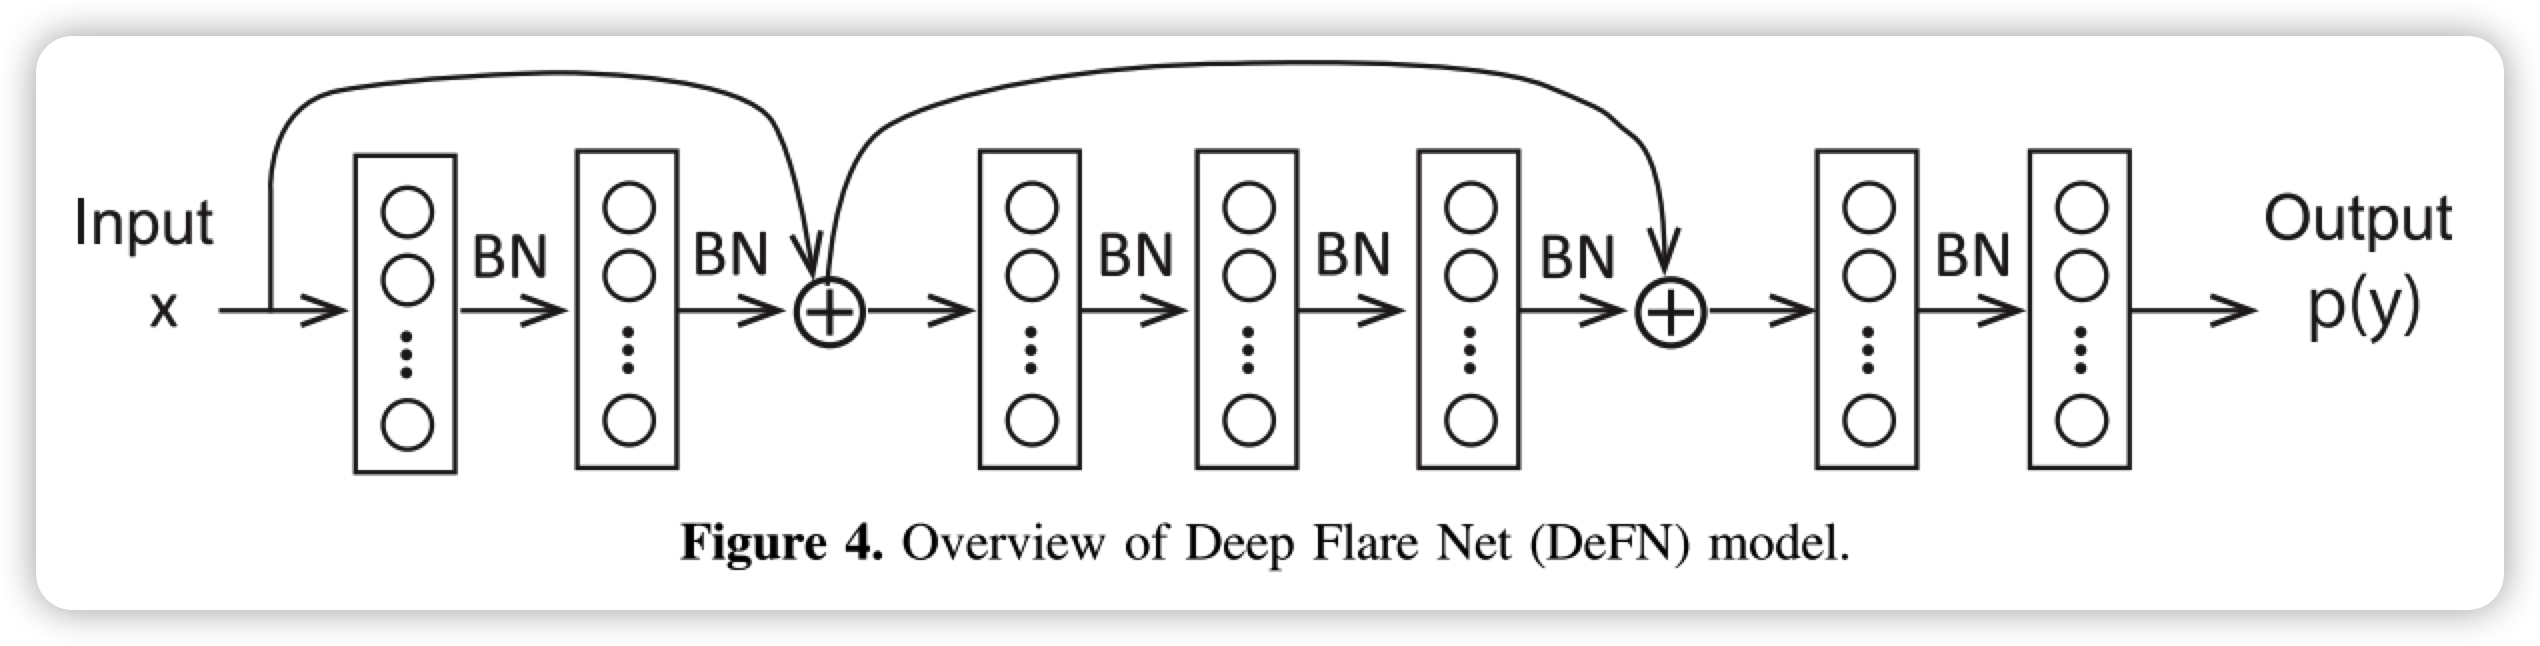 Input
x
BN
BN
BN
BN
BN
BN
Output
p(y)
Figure 4. Overview of Deep Flare Net (DeFN) model.